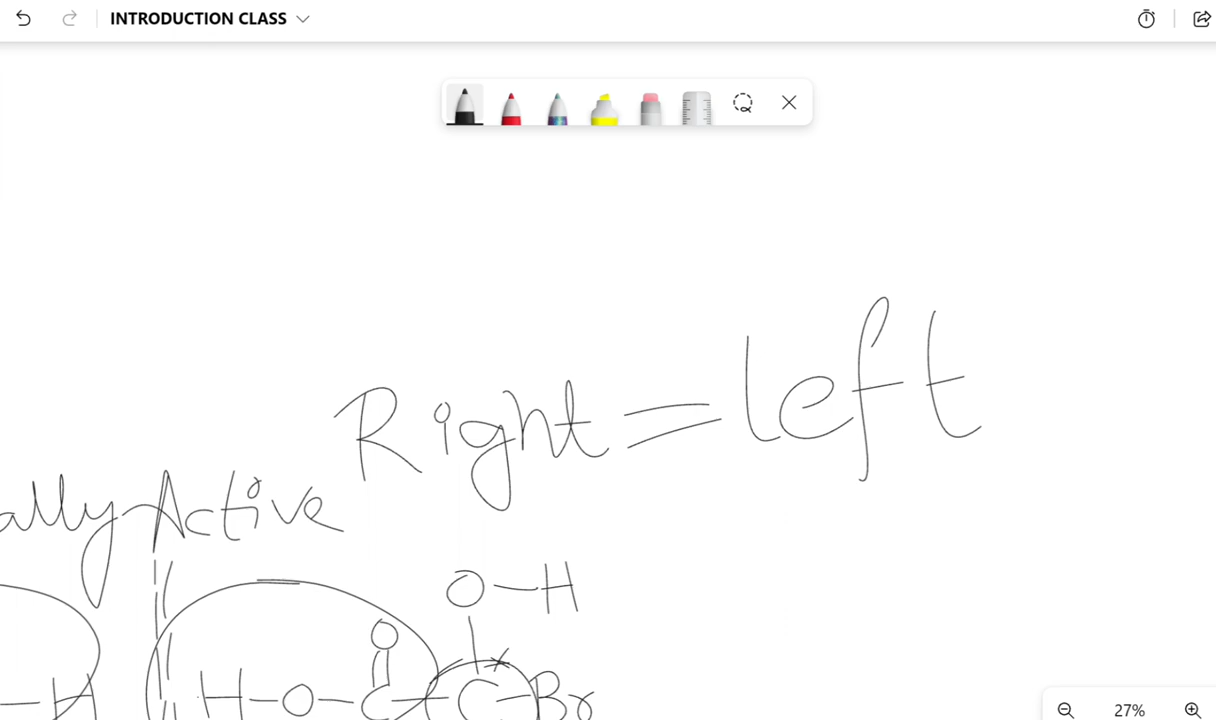 INTRODUCTION CLASS
Right = left
ally Active
O-H
O
H-O-C-C-Br
-H
27%